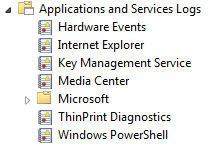 Applications and Services Logs
Hardware Events
Internet Explorer
Key Management Service
Media Center
Microsoft
ThinPrint Diagnostics
Windows PowerShell